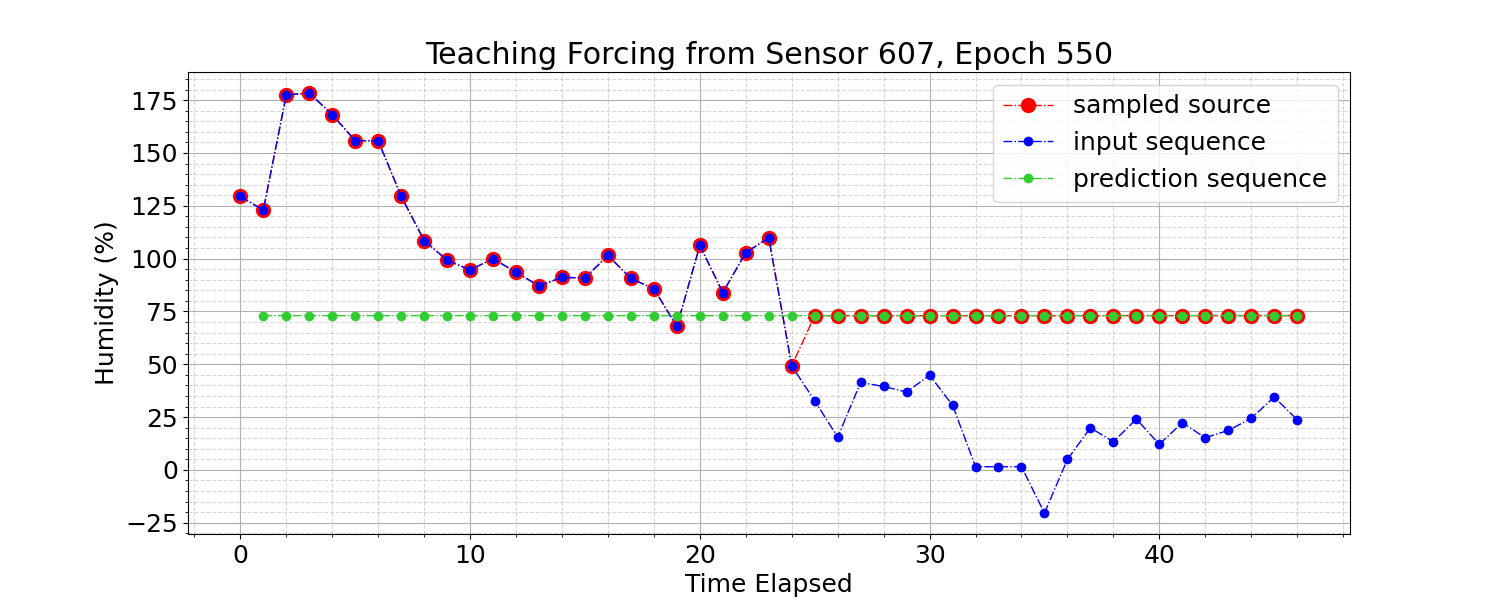 Teaching Forcing from Sensor 607, Epoch 550
175
150
125
100
75
50
25
0
−25
Humidity (%)
sampled source
input sequence
prediction sequence
0 10 20 30 40
Time Elapsed